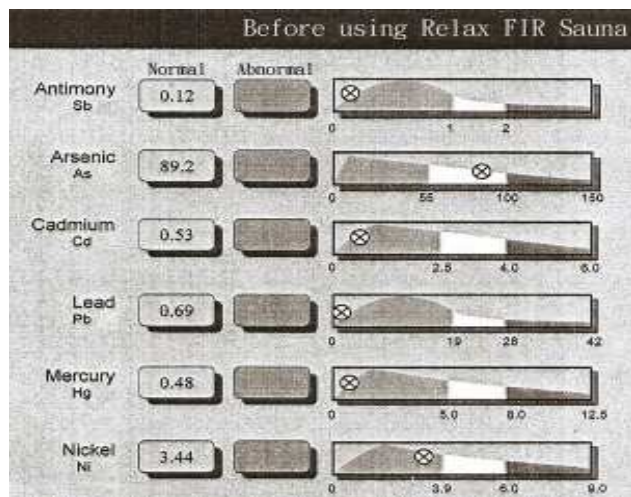 Before using Relax FIR Sauna
Normal Abnormal
Antimony
Sb
0.12
0 1 2
Arsenic
As
89.2
0 55 100 150
Cadmium
Cd
0.53
0 2.5 4.0 6.0
Lead
Pb
0.69
0 19 28 42
Mercury
Hg
0.48
0 5.0 8.0 12.5
Nickel
Ni
3.44
0 3.9 6.0 9.0